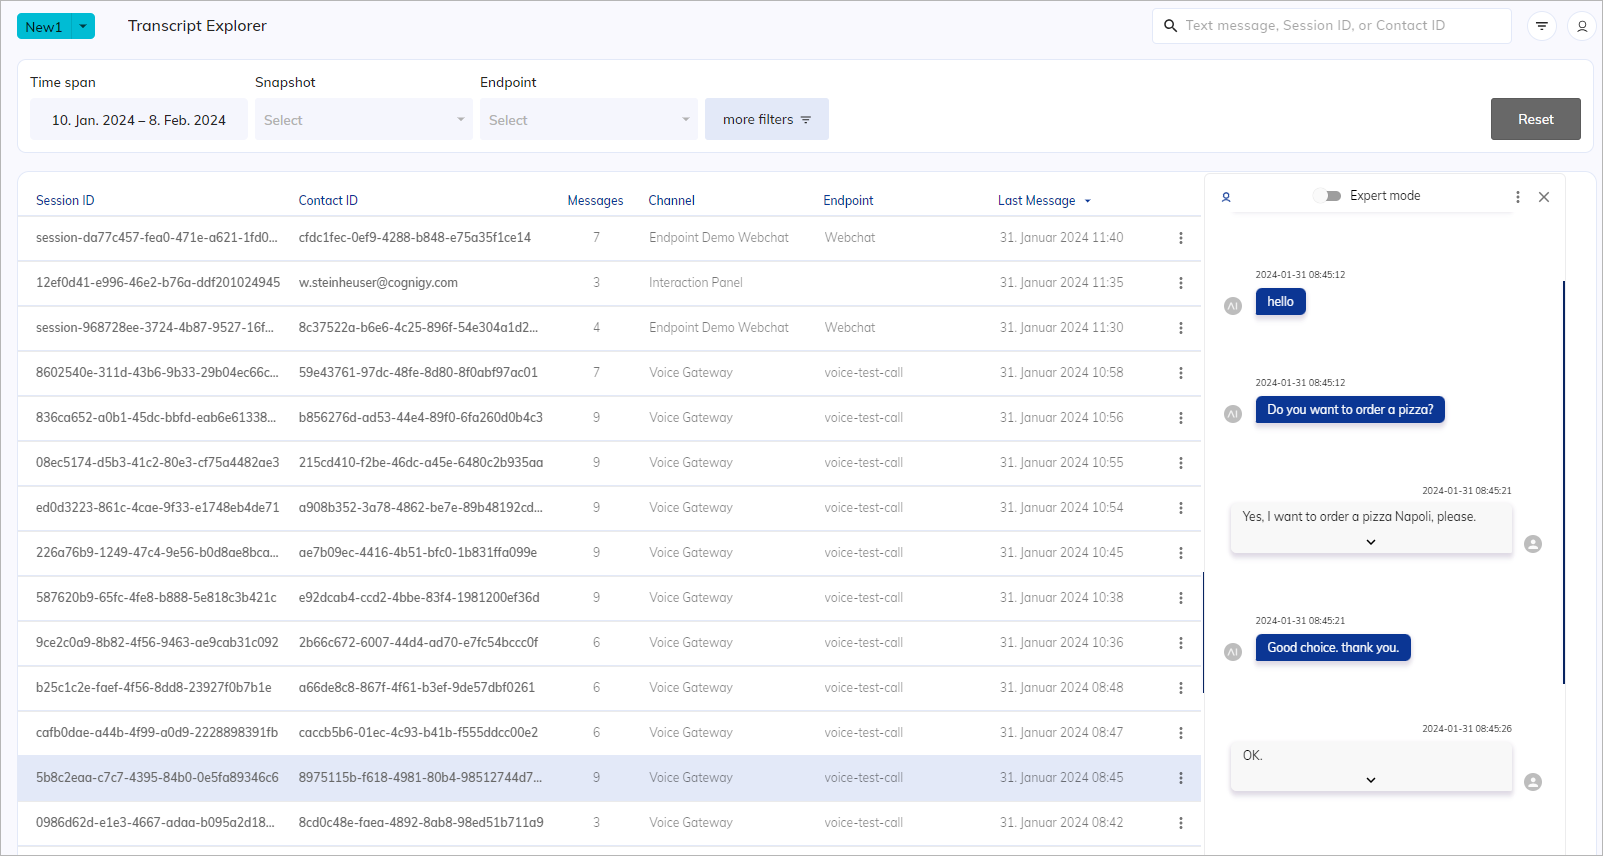 New1
Transcript Explorer
Text message, Session ID, or Contact ID
Time span
Snapshot
Endpoint
10. Jan. 2024 – 8. Feb. 2024
Select
Select
more filters
Reset
Session ID Contact ID Messages Channel Endpoint Last Message
session-da77c457-fea0-471e-a621-1fd0... cfdc1fec-0ef9-4288-b848-e75a35f1ce14 7 Endpoint Demo Webchat Webchat 31. Januar 2024 11:40
12ef0d41-e996-46e2-b76a-ddf201024945 w.steinheuser@cognigy.com 3 Interaction Panel 31. Januar 2024 11:35
session-968728ee-3724-4b87-9527-16f... 8c37522a-b6e6-4c25-896f-54e304a1d2... 4 Endpoint Demo Webchat Webchat 31. Januar 2024 11:30
8602540e-311d-43b6-9b33-29b04ec66c... 59e43761-97dc-48fe-8d80-8f0abf97ac01 7 Voice Gateway voice-test-call 31. Januar 2024 10:58
836ca652-a0b1-45dc-bbfd-eab6e61338... b856276d-ad53-44e4-89f0-6fa260d0b4c3 9 Voice Gateway voice-test-call 31. Januar 2024 10:56
08ec5174-d5b3-41c2-80e3-cf75a4482ae3 215cd410-f2be-46dc-a45e-6480c2b935aa 9 Voice Gateway voice-test-call 31. Januar 2024 10:55
ed0d3223-861c-4cae-9f33-e1748eb4de71 a908b352-3a78-4862-be7e-89b48192cd... 9 Voice Gateway voice-test-call 31. Januar 2024 10:54
226a76b9-1249-47c4-9e56-b0d8ae8bca... ae7b09ec-4416-4b51-bfc0-1b831ffa099e 9 Voice Gateway voice-test-call 31. Januar 2024 10:45
587620b9-65fc-4fe8-b888-5e818c3b421c e92dcab4-ccd2-4bbe-83f4-1981200ef36d 9 Voice Gateway voice-test-call 31. Januar 2024 10:38
9ce2c0a9-8b82-4f56-9463-ae9cab31c092 2b66c672-6007-44d4-ad70-e7fc54bccc0f 6 Voice Gateway voice-test-call 31. Januar 2024 10:36
b25c1c2e-faef-4f56-8dd8-23927f0b7b1e a66de8c8-867f-4f61-b3ef-9de57dbf0261 6 Voice Gateway voice-test-call 31. Januar 2024 08:48
cafb0dae-a44b-4f99-a0d9-2228898391fb caccb5b6-01ec-4c93-b41b-f555ddcc00e2 6 Voice Gateway voice-test-call 31. Januar 2024 08:47
5b8c2eaa-c7c7-4395-84b0-0e5fa89346c6 8975115b-f618-4981-80b4-98512744d7... 9 Voice Gateway voice-test-call 31. Januar 2024 08:45
0986d62d-e1e3-4667-adaa-b095a2d18... 8cd0c48e-faea-4892-8ab8-98ed51b711a9 3 Voice Gateway voice-test-call 31. Januar 2024 08:42
Expert mode
2024-01-31 08:45:12
AI hello
2024-01-31 08:45:12
AI Do you want to order a pizza?
2024-01-31 08:45:21
Yes, I want to order a pizza Napoli, please.
2024-01-31 08:45:21
AI Good choice. thank you.
2024-01-31 08:45:26
OK.